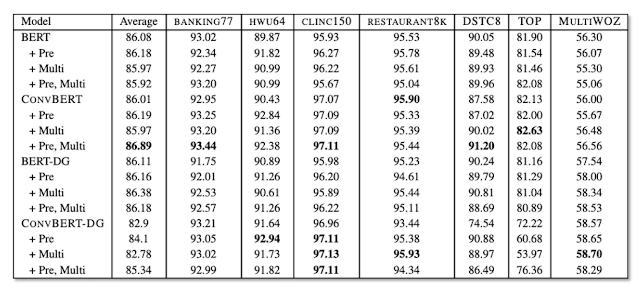 Model Average BANKING77 HWU64 CLINC150 RESTAURANT8K DSTC8 TOP MULTIWOZ
BERT 86.08 93.02 89.87 95.93 95.53 90.05 81.90 56.30
+ Pre 86.18 92.34 91.82 96.27 95.78 89.48 81.54 56.07
+ Multi 85.97 92.27 90.99 96.22 95.61 89.93 81.46 55.30
+ Pre, Multi 85.92 93.20 90.99 95.67 95.04 89.96 82.08 55.06
CONVBERT 86.01 92.95 90.43 97.07 95.90 87.58 82.13 56.00
+ Pre 86.19 93.25 92.84 97.09 95.33 87.02 82.00 55.67
+ Multi 85.97 93.20 91.36 97.09 95.39 90.02 82.63 56.48
+ Pre, Multi 86.89 93.44 92.38 97.11 95.44 91.20 82.08 56.56
BERT-DG 86.11 91.75 90.89 95.98 95.23 90.24 81.16 57.54
+ Pre 86.16 92.01 91.26 96.20 94.61 89.79 81.29 58.00
+ Multi 86.38 92.53 90.61 95.89 95.44 90.81 81.04 58.34
+ Pre, Multi 86.18 92.57 91.26 96.22 95.11 88.69 80.89 58.53
CONVBERT-DG 82.9 93.21 91.64 96.96 93.44 74.54 72.22 58.57
+ Pre 84.1 93.05 92.94 97.11 95.38 90.88 60.68 58.65
+ Multi 82.78 93.02 91.73 97.13 95.93 88.97 53.97 58.70
+ Pre, Multi 85.34 92.99 91.82 97.11 94.34 86.49 76.36 58.29